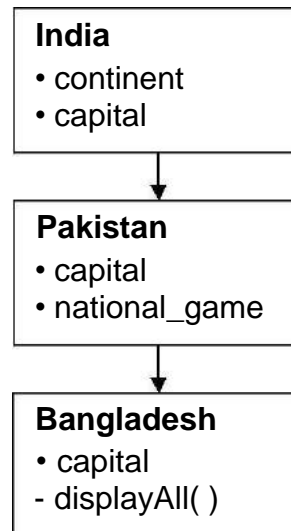 India
• continent
• capital
Pakistan
• capital
• national_game
Bangladesh
• capital
- displayAll( )